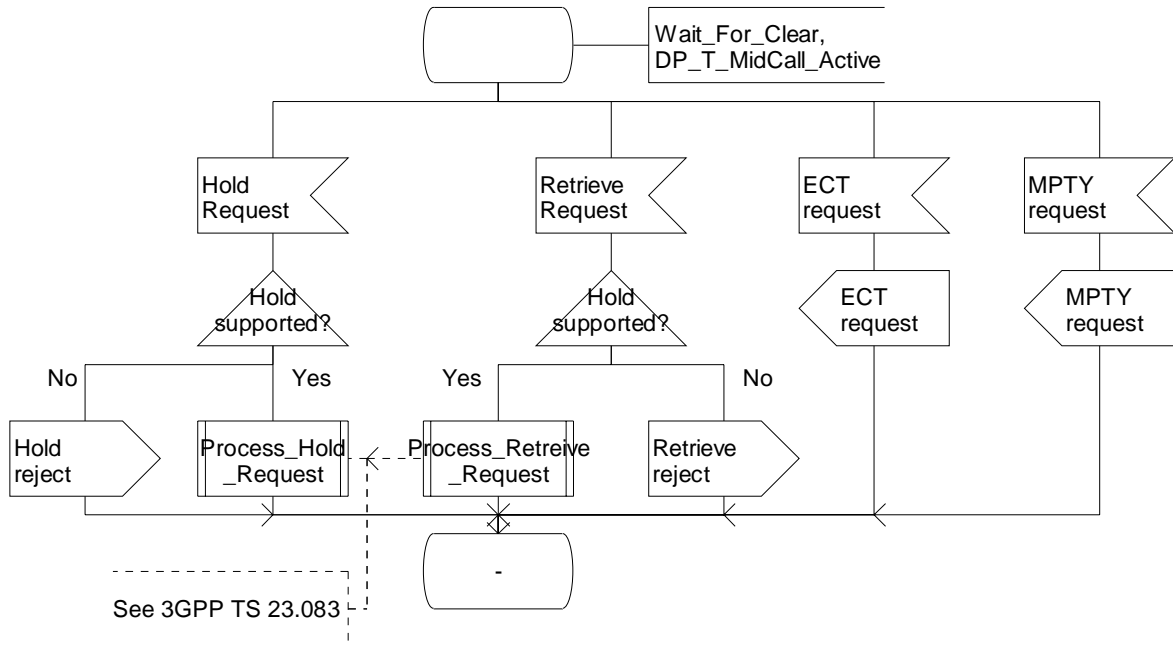 Wait_For_Clear,
DP_T_MidCall_Active
Hold
Request
Retrieve
Request
ECT
request
MPTY
request
Hold
supported?
Hold
supported?
ECT
request
MPTY
request
No
Yes
Yes
No
Hold
reject
Process_Hold
_Request
Process_Retreive
_Request
Retrieve
reject
-
See 3GPP TS 23.083